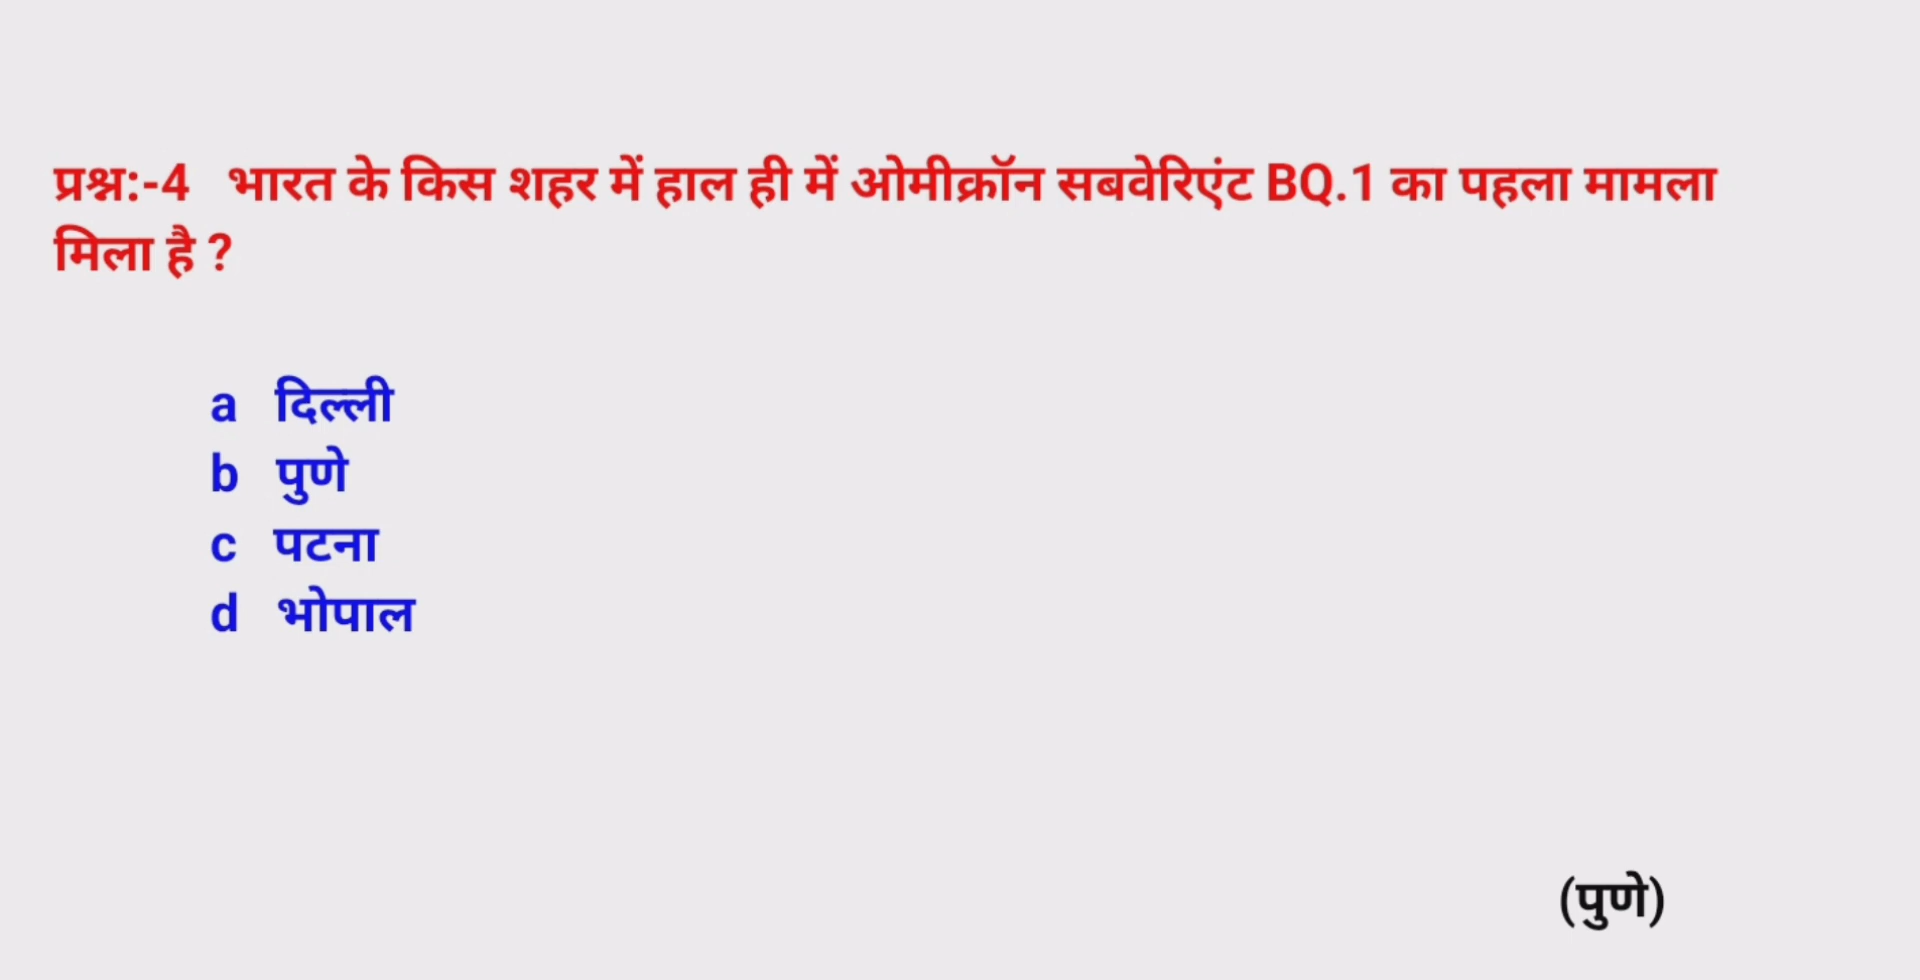 प्रश्न:-4 भारत के किस शहर में हाल ही में ओमीक्रॉन सबवेरिएंट BQ.1 का पहला मामला
मिला है ?
a दिल्ली
b पुणे
c पटना
d भोपाल
(पुणे)